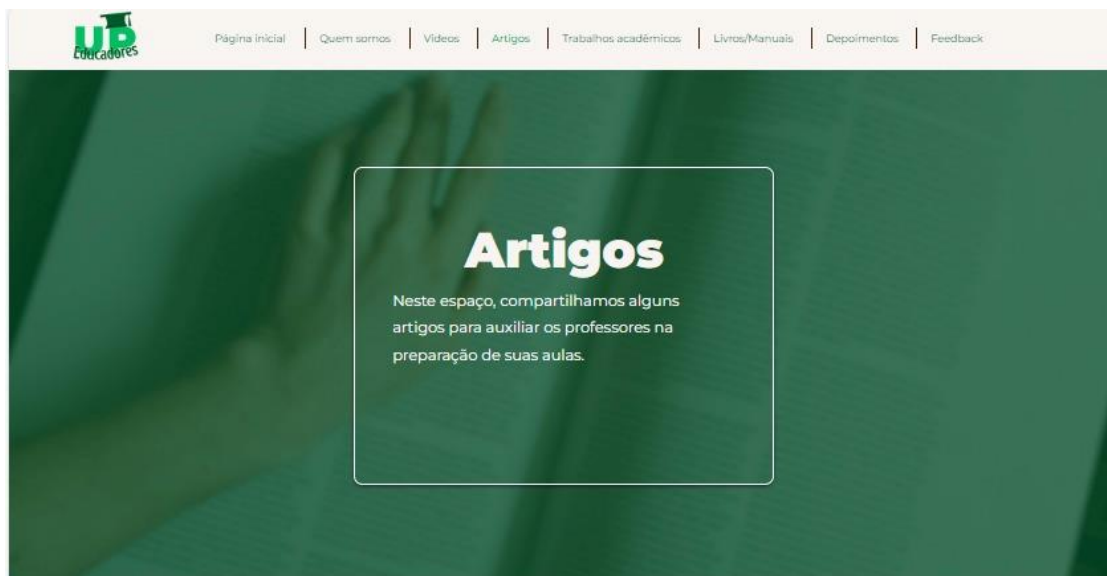 UP
Educadores
Página inicial Quem somos Vídeos Artigos Trabalhos acadêmicos Livros/Manuais Depoimentos Feedback
Artigos
Neste espaço, compartilhamos alguns
artigos para auxiliar os professores na
preparação de suas aulas.